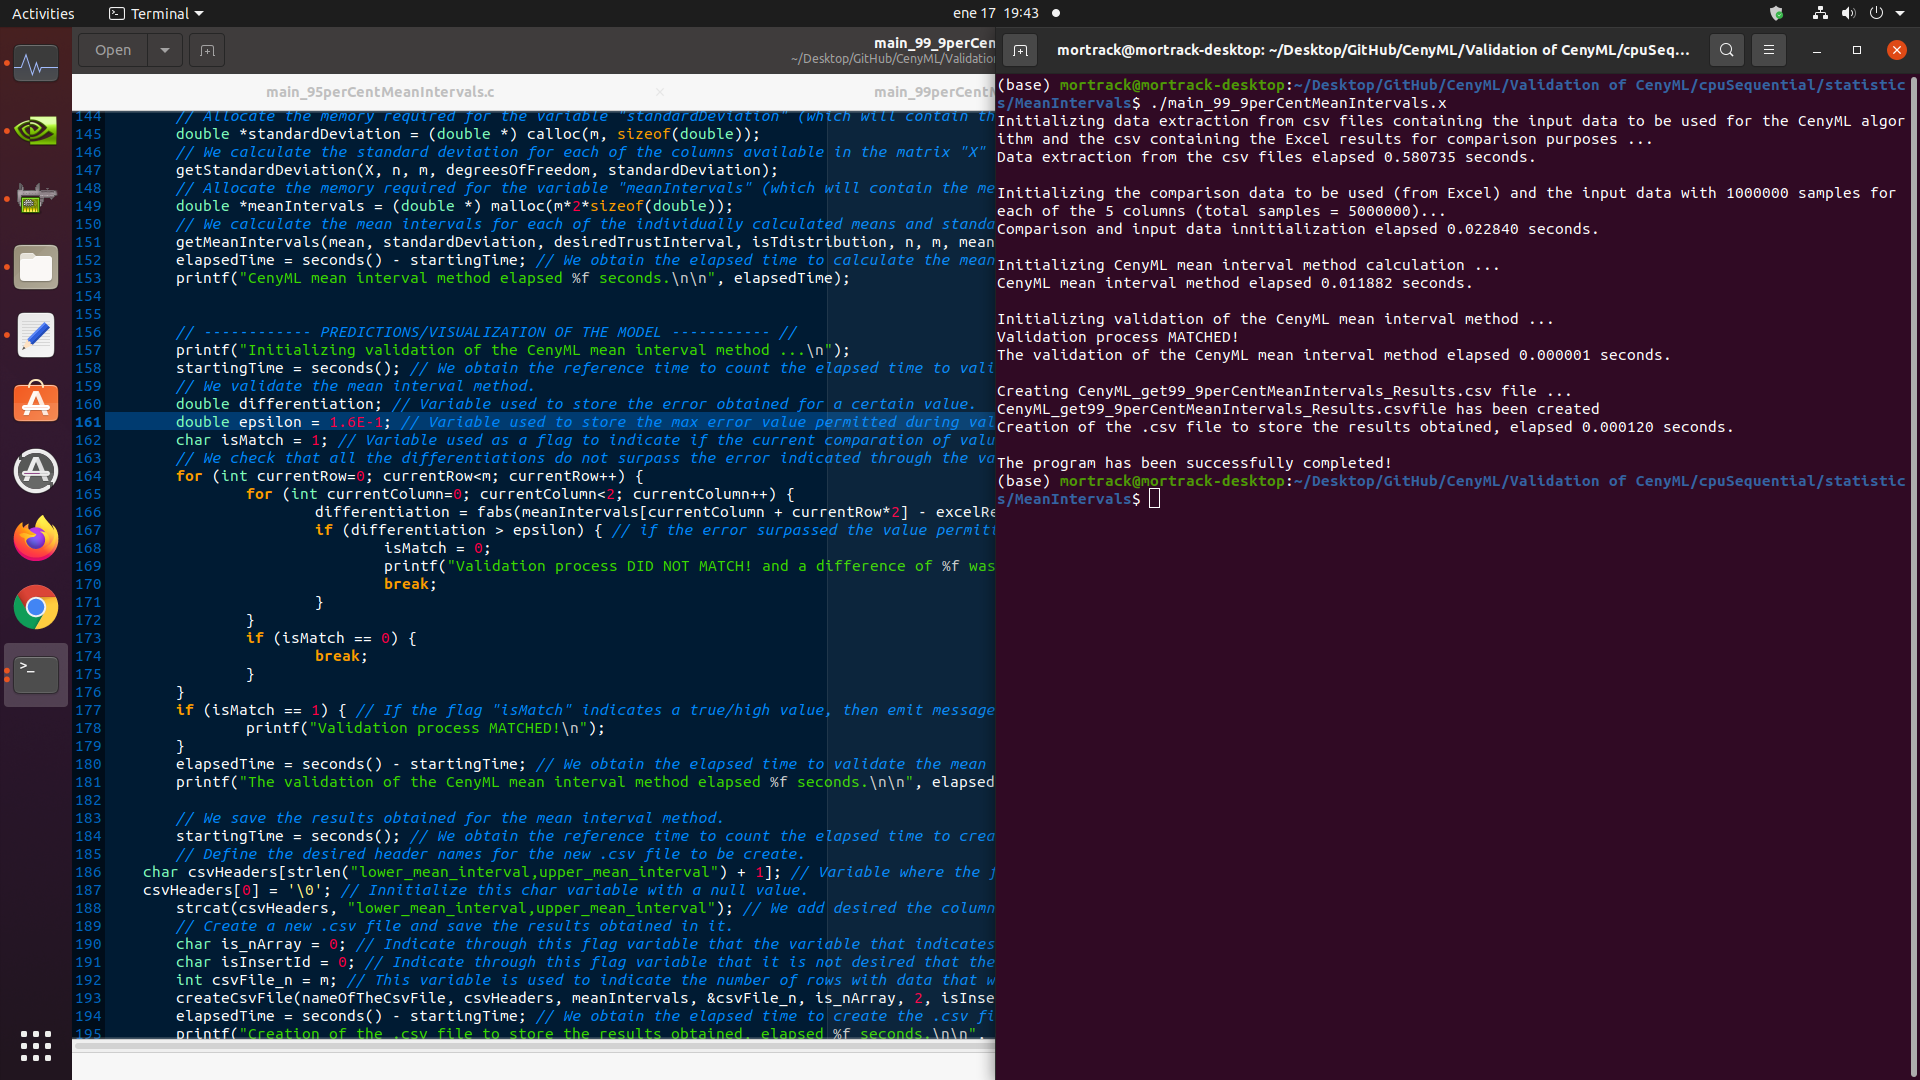 Activities
Terminal
ene 17 19:43
Open
main_99_9perCen
~/Desktop/GitHub/CenyML/Validatio
main_95perCentMeanIntervals.c
main_99perCentM
144 // Allocate the memory required for the variable "standardDeviation" (which will contain th
145 double *standardDeviation = (double *) calloc(m, sizeof(double));
146 // We calculate the standard deviation for each of the columns available in the matrix "X"
147 getStandardDeviation(X, n, m, degreesOfFreedom, standardDeviation);
148 // Allocate the memory required for the variable "meanIntervals" (which will contain the me
149 double *meanIntervals = (double *) malloc(m*2*sizeof(double));
150 // We calculate the mean intervals for each of the individually calculated means and standa
151 getMeanIntervals(mean, standardDeviation, desiredTrustInterval, isTdistribution, n, m, mean
152 elapsedTime = seconds() - startingTime; // We obtain the elapsed time to calculate the mean
153 printf("CenyML mean interval method elapsed %f seconds.\n\n", elapsedTime);
154
155
156 // ------------ PREDICTIONS/VISUALIZATION OF THE MODEL ----------- //
157 printf("Initializing validation of the CenyML mean interval method ...\n");
158 startingTime = seconds(); // We obtain the reference time to count the elapsed time to vali
159 // We validate the mean interval method.
160 double differentiation; // Variable used to store the error obtained for a certain value.
161 double epsilon = 1.6E-1; // Variable used to store the max error value permitted during val
162 char isMatch = 1; // Variable used as a flag to indicate if the current comparation of valu
163 // We check that all the differentiations do not surpass the error indicated through the va
164 for (int currentRow=0; currentRow<m; currentRow++) {
165 for (int currentColumn=0; currentColumn<2; currentColumn++) {
166 differentiation = fabs(meanIntervals[currentColumn + currentRow*2] - excelRe
167 if (differentiation > epsilon) { // if the error surpassed the value permitt
168 isMatch = 0;
169 printf("Validation process DID NOT MATCH! and a difference of %f was
170 break;
171 }
172 }
173 if (isMatch == 0) {
174 break;
175 }
176 }
177 if (isMatch == 1) { // If the flag "isMatch" indicates a true/high value, then emit message
178 printf("Validation process MATCHED!\n");
179 }
180 elapsedTime = seconds() - startingTime; // We obtain the elapsed time to validate the mean
181 printf("The validation of the CenyML mean interval method elapsed %f seconds.\n\n", elapsed
182
183 // We save the results obtained for the mean interval method.
184 startingTime = seconds(); // We obtain the reference time to count the elapsed time to crea
185 // Define the desired header names for the new .csv file to be create.
186 char csvHeaders[strlen("lower_mean_interval,upper_mean_interval") + 1]; // Variable where the f
187 csvHeaders[0] = '\0'; // Innitialize this char variable with a null value.
188 strcat(csvHeaders, "lower_mean_interval,upper_mean_interval"); // We add desired the column
189 // Create a new .csv file and save the results obtained in it.
190 char is_nArray = 0; // Indicate through this flag variable that the variable that indicates
191 char isInsertId = 0; // Indicate through this flag variable that it is not desired that the
192 int csvFile_n = m; // This variable is used to indicate the number of rows with data that w
193 createCsvFile(nameOfTheCsvFile, csvHeaders, meanIntervals, &csvFile_n, is_nArray, 2, isInse
194 elapsedTime = seconds() - startingTime; // We obtain the elapsed time to create the .csv fi
195 printf("Creation of the .csv file to store the results obtained, elapsed %f seconds.\n\n",
mortrack@mortrack-desktop: ~/Desktop/GitHub/CenyML/Validation of CenyML/cpuSeq...
(base) mortrack@mortrack-desktop:~/Desktop/GitHub/CenyML/Validation of CenyML/cpuSequential/statistic
s/MeanIntervals$ ./main_99_9perCentMeanIntervals.x
Initializing data extraction from csv files containing the input data to be used for the CenyML algor
ithm and the csv containing the Excel results for comparison purposes ...
Data extraction from the csv files elapsed 0.580735 seconds.
Initializing the comparison data to be used (from Excel) and the input data with 1000000 samples for
each of the 5 columns (total samples = 5000000)...
Comparison and input data innitialization elapsed 0.022840 seconds.
Initializing CenyML mean interval method calculation ...
CenyML mean interval method elapsed 0.011882 seconds.
Initializing validation of the CenyML mean interval method ...
Validation process MATCHED!
The validation of the CenyML mean interval method elapsed 0.000001 seconds.
Creating CenyML_get99_9perCentMeanIntervals_Results.csv file ...
CenyML_get99_9perCentMeanIntervals_Results.csvfile has been created
Creation of the .csv file to store the results obtained, elapsed 0.000120 seconds.
The program has been successfully completed!
(base) mortrack@mortrack-desktop:~/Desktop/GitHub/CenyML/Validation of CenyML/cpuSequential/statistic
s/MeanIntervals$